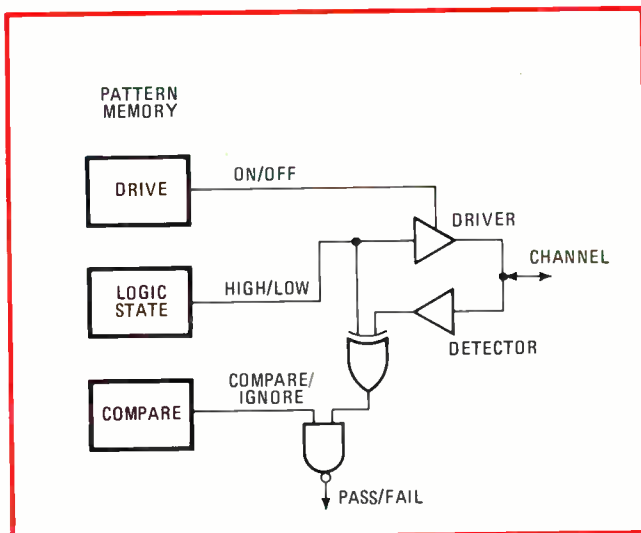 PATTERN
MEMORY
DRIVE
ON/OFF
DRIVER
CHANNEL
LOGIC
STATE
HIGH/LOW
DETECTOR
COMPARE/
IGNORE
COMPARE
PASS/FAIL